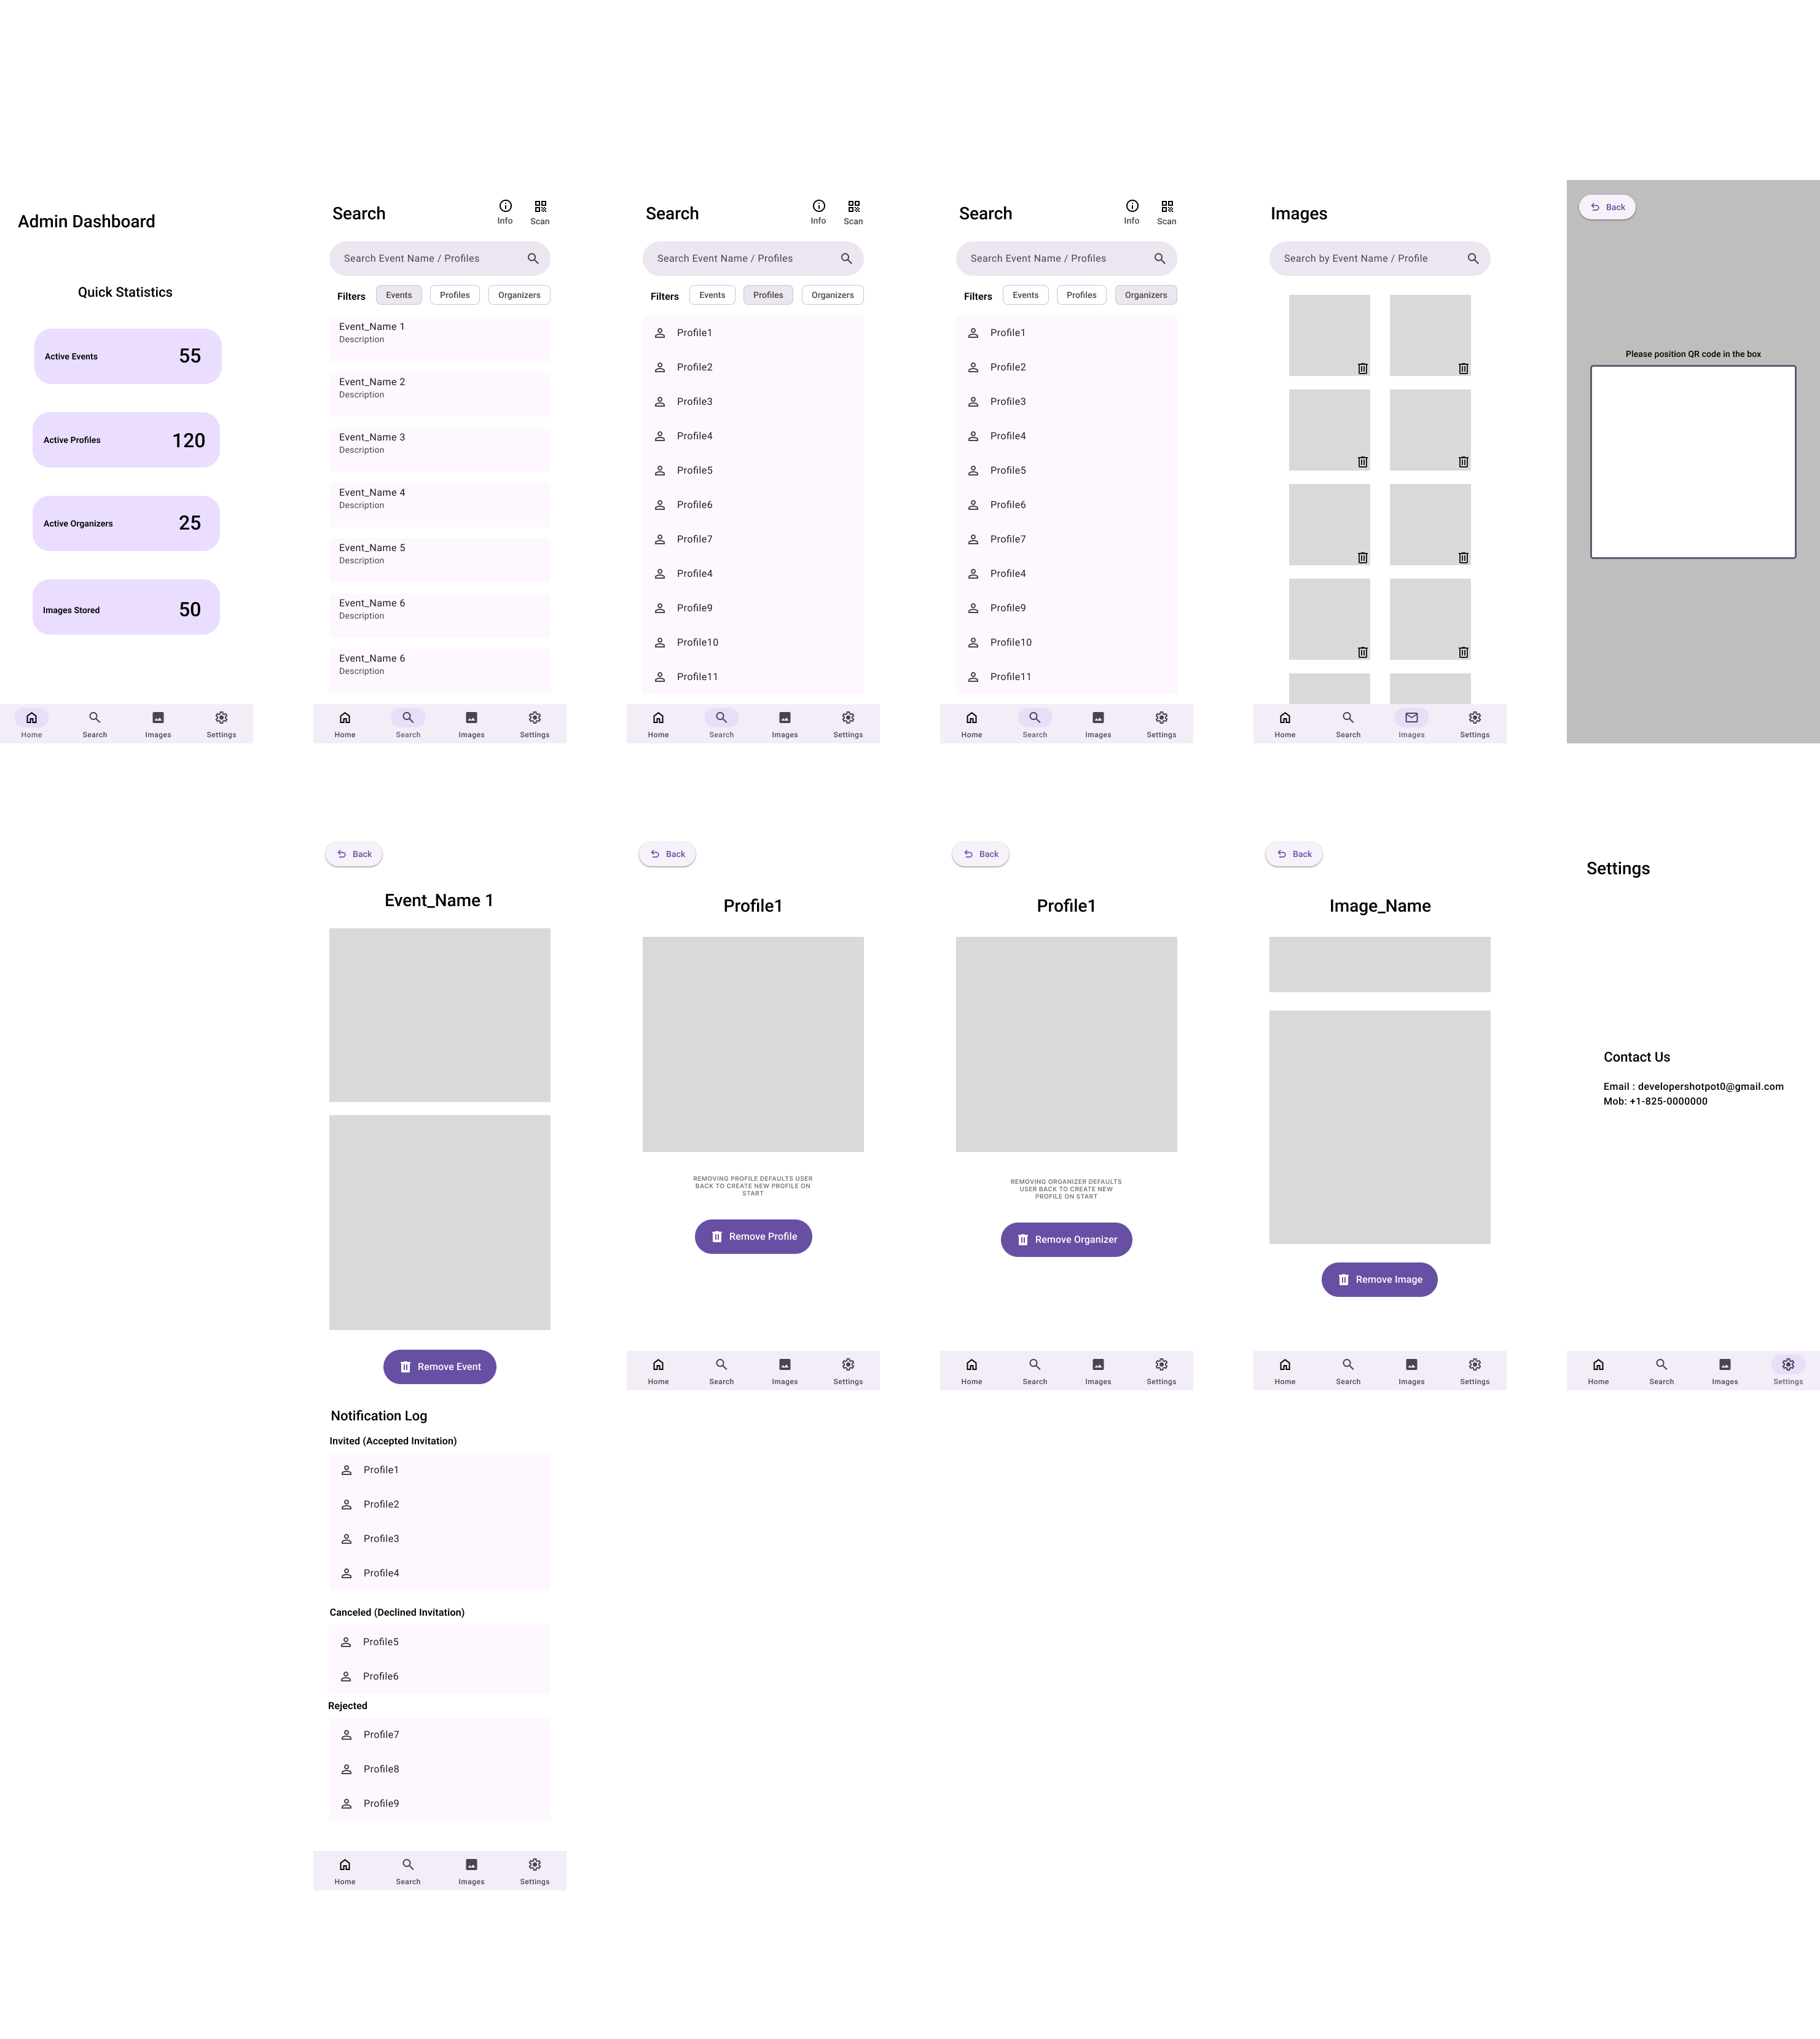 Admin Dashboard
Quick Statistics
Active Events 55
Active Profiles 120
Active Organizers 25
Images Stored 50
Home Search Images Settings
Search
Info Scan
Search Event Name / Profiles
Filters Events Profiles Organizers
Event_Name 1
Description
Event_Name 2
Description
Event_Name 3
Description
Event_Name 4
Description
Event_Name 5
Description
Event_Name 6
Description
Event_Name 6
Description
Home Search Images Settings
Search
Info Scan
Search Event Name / Profiles
Filters Events Profiles Organizers
Profile1
Profile2
Profile3
Profile4
Profile5
Profile6
Profile7
Profile4
Profile9
Profile10
Profile11
Home Search Images Settings
Search
Info Scan
Search Event Name / Profiles
Filters Events Profiles Organizers
Profile1
Profile2
Profile3
Profile4
Profile5
Profile6
Profile7
Profile4
Profile9
Profile10
Profile11
Home Search Images Settings
Images
Search by Event Name / Profile
Home Search Images Settings
Back
Please position QR code in the box
Back
Event_Name 1
Remove Event
Notification Log
Invited (Accepted Invitation)
Profile1
Profile2
Profile3
Profile4
Canceled (Declined Invitation)
Profile5
Profile6
Rejected
Profile7
Profile8
Profile9
Home Search Images Settings
Back
Profile1
REMOVING PROFILE DEFAULTS USER
BACK TO CREATE NEW PROFILE ON
START
Remove Profile
Home Search Images Settings
Back
Profile1
REMOVING ORGANIZER DEFAULTS
USER BACK TO CREATE NEW
PROFILE ON START
Remove Organizer
Home Search Images Settings
Back
Image_Name
Remove Image
Home Search Images Settings
Settings
Contact Us
Email : developershotpot0@gmail.com
Mob: +1-825-0000000
Home Search Images Settings